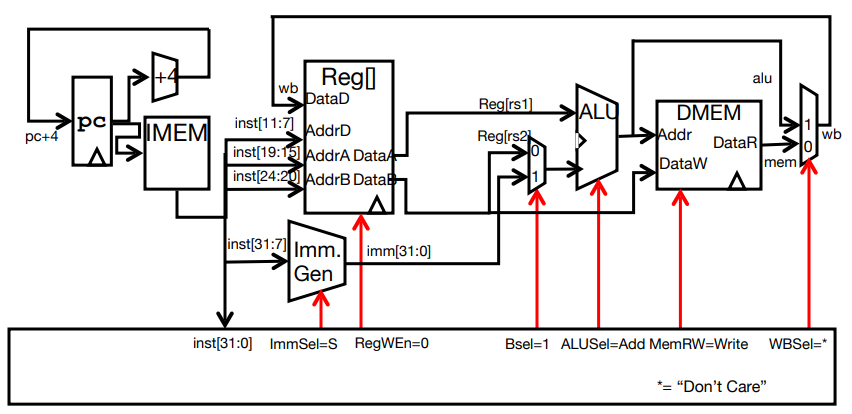 Reg[]
+4
alu
wb
DataD
Reg[rs1]
ALU
DMEM
pc
IMEM
inst[11:7]
AddrD
1
wb
pc+4
Reg[rs2]
0
Addr
DataR
0
inst[19:15]
AddrA DataA
mem
DataW
inst[24:20]
AddrB DataB
1
inst[31:7]
Imm.
Gen
imm[31:0]
inst[31:0]
ImmSel=S
RegWEn=0
Bsel=1
ALUSel=Add
MemRW=Write
WBSel=*
*= “Don’t Care”